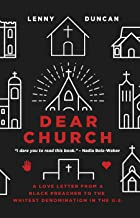 LENNY
DUNCAN
DEAR
CHURCH
"I dare you to read this book." – Nadia Bolz-Weber
A LOVE LETTER FROM A
BLACK PREACHER TO THE
WHITEST DENOMINATION IN THE U.S.